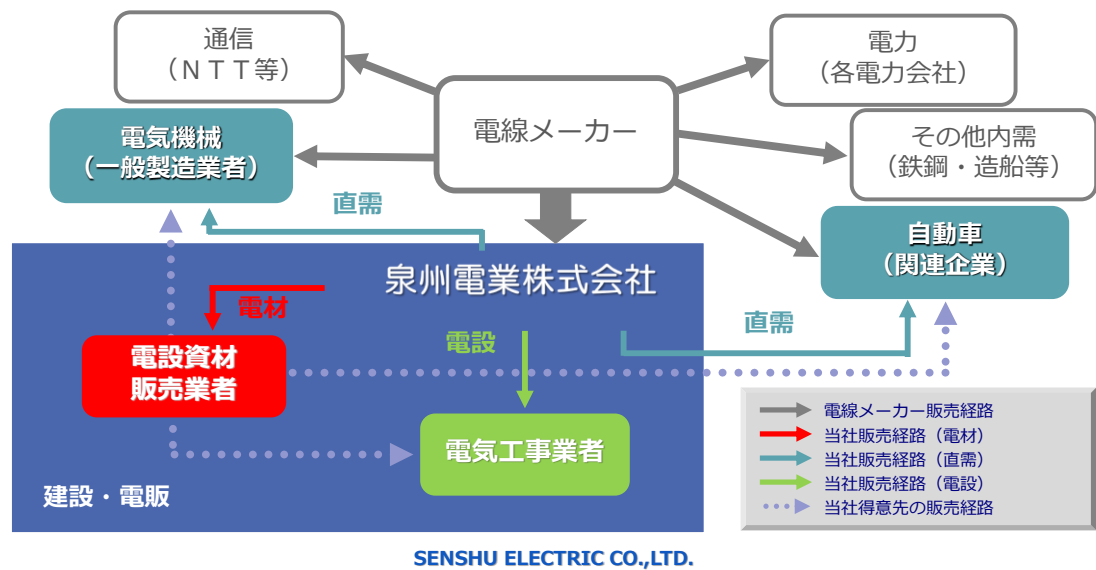 通信
（ＮＴＴ等）
電力
（各電力会社）
電線メーカー
電気機械
（一般製造業者）
その他内需
（鉄鋼・造船等）
直需
自動車
（関連企業）
泉州電業株式会社
電材
直需
電設
電設資材
販売業者
電気工事業者
建設・電販
電線メーカー販売経路
当社販売経路（電材）
当社販売経路（直需）
当社販売経路（電設）
当社得意先の販売経路
SENSHU ELECTRIC CO.,LTD.